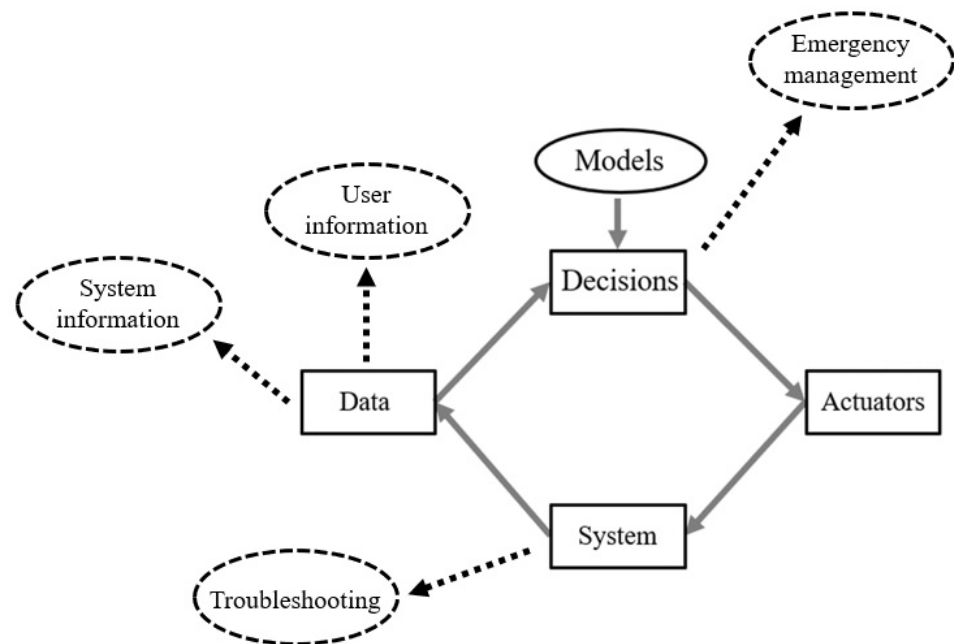 Emergency
management
Models
User
information
Decisions
System
information
Data
Actuators
System
Troubleshooting